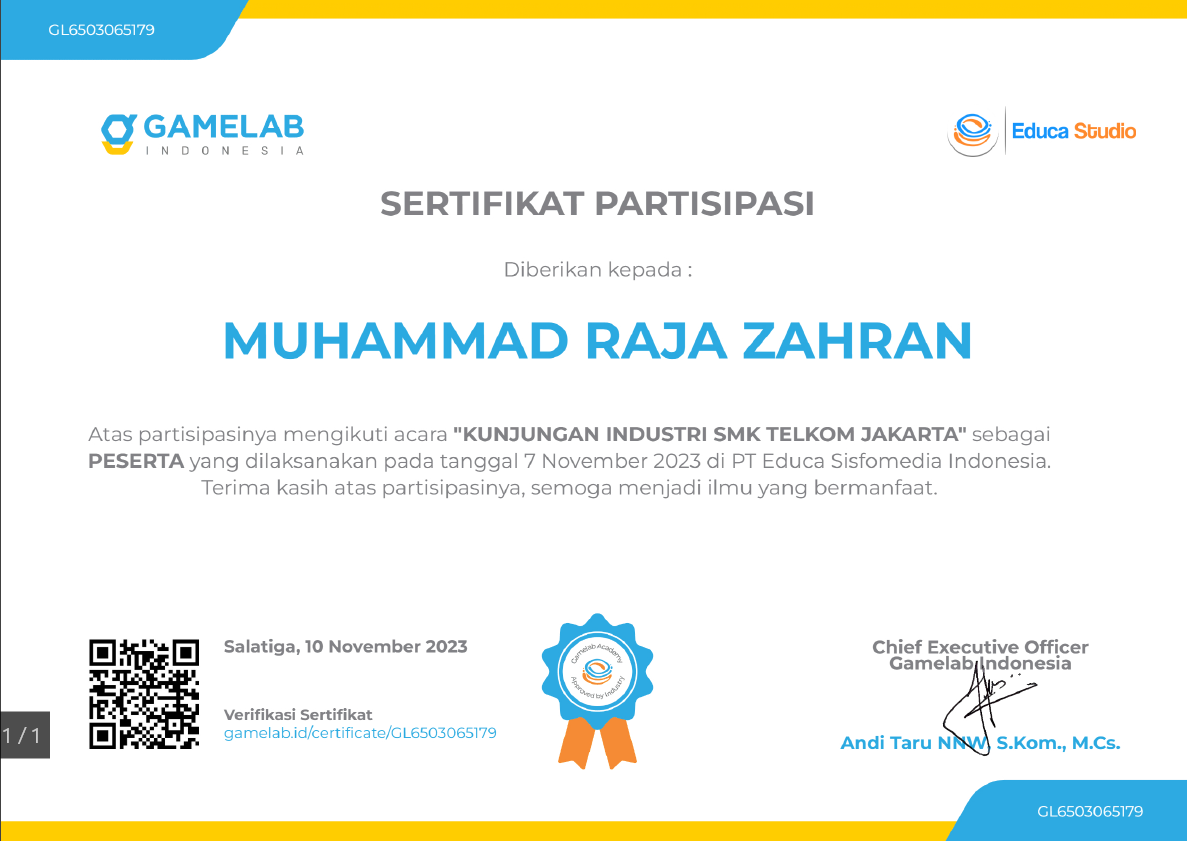 GL6503065179
GAMELAB
INDONESIA
Educa Studio
SERTIFIKAT PARTISIPASI
Diberikan kepada :
MUHAMMAD RAJA ZAHRAN
Atas partisipasinya mengikuti acara "KUNJUNGAN INDUSTRI SMK TELKOM JAKARTA" sebagai
PESERTA yang dilaksanakan pada tanggal 7 November 2023 di PT Educa Sisfomedia Indonesia.
Terima kasih atas partisipasinya, semoga menjadi ilmu yang bermanfaat.
Salatiga, 10 November 2023
Verifikasi Sertifikat
gamelab.id/certificate/GL6503065179
Gamelab Academy
Approved by Industry
Chief Executive Officer
Gamelab Indonesia
Andi Taru NNW, S.Kom., M.Cs.
1 / 1
GL6503065179